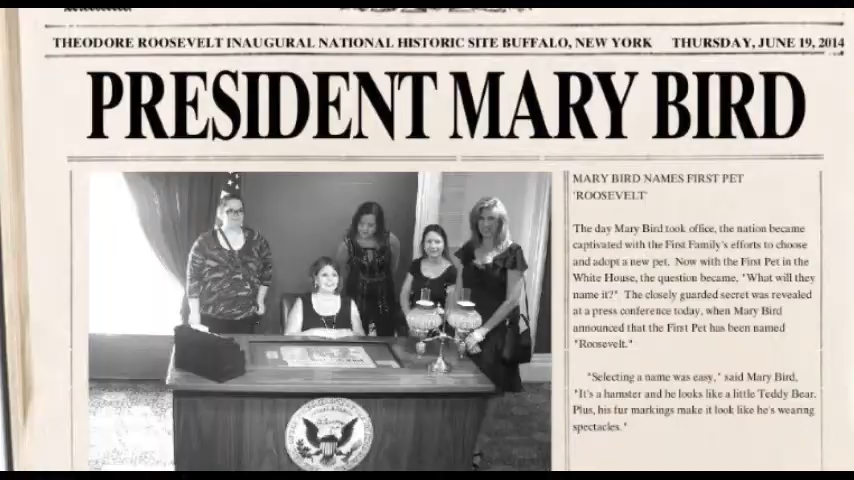 THEODORE ROOSEVELT INAUGURAL NATIONAL HISTORIC SITE BUFFALO, NEW YORK THURSDAY, JUNE 19, 2014
PRESIDENT MARY BIRD
MARY BIRD NAMES FIRST PET
'ROOSEVELT'
The day Mary Bird took office, the nation became
captivated with the First Family's efforts to choose
and adopt a new pet. Now with the First Pet in the
White House, the question became, "What will they
name it?" The closely guarded secret was revealed
at a press conference today, when Mary Bird
announced that the First Pet has been named
"Roosevelt."
"Selecting a name was easy," said Mary Bird,
"It's a hamster and he looks like a little Teddy Bear.
Plus, his fur markings make it look like he's wearing
spectacles."